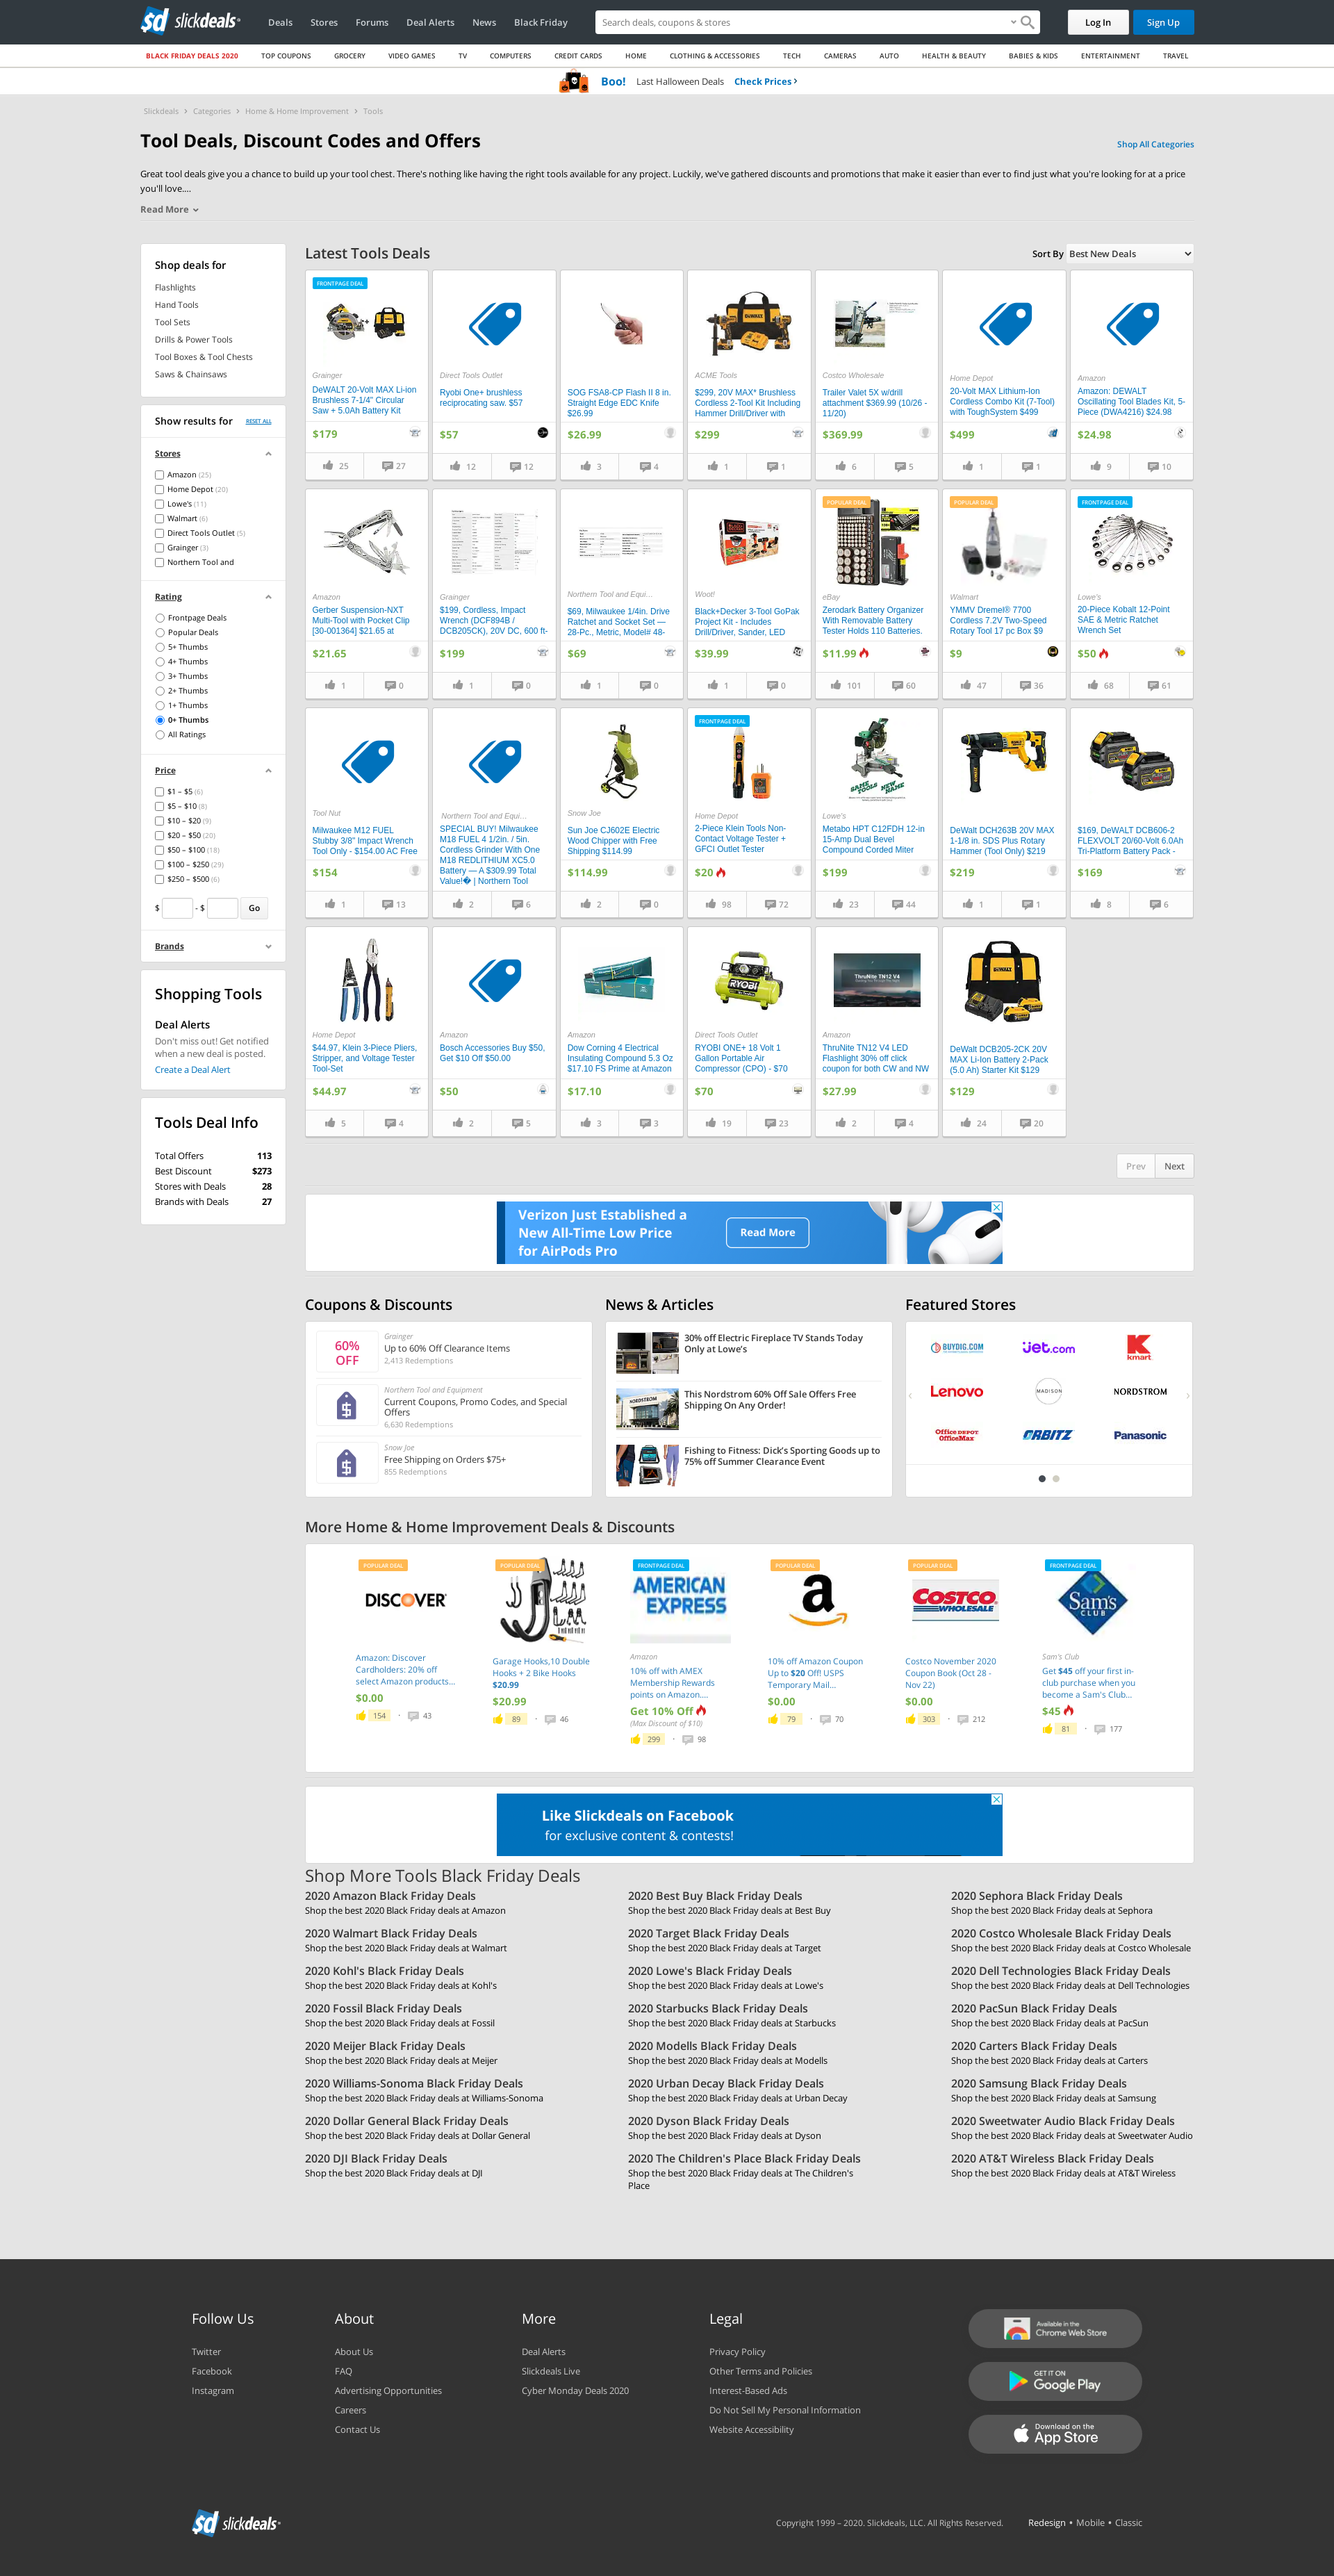 slickdeals
Deals
Stores
Forums
Deal Alerts
News
Black Friday
Search deals, coupons & stores
Log In
Sign Up
BLACK FRIDAY DEALS 2020
TOP COUPONS
GROCERY
VIDEO GAMES
TV
COMPUTERS
CREDIT CARDS
HOME
CLOTHING & ACCESSORIES
TECH
CAMERAS
AUTO
HEALTH & BEAUTY
BABIES & KIDS
ENTERTAINMENT
TRAVEL
Boo! Last Halloween Deals Check Prices
Slickdeals > Categories > Home & Home Improvement > Tools
Tool Deals, Discount Codes and Offers
Shop All Categories
Great tool deals give you a chance to build up your tool chest. There's nothing like having the right tools available for any project. Luckily, we've gathered discounts and promotions that make it easier than ever to find just what you're looking for at a price
you'll love....
Read More
Shop deals for
Flashlights
Hand Tools
Tool Sets
Drills & Power Tools
Tool Boxes & Tool Chests
Saws & Chainsaws
Show results for
RESET ALL
Stores
Amazon (25)
Home Depot (20)
Lowe's (11)
Walmart (6)
Direct Tools Outlet (5)
Grainger (3)
Northern Tool and
Rating
Frontpage Deals
Popular Deals
5+ Thumbs
4+ Thumbs
3+ Thumbs
2+ Thumbs
1+ Thumbs
0+ Thumbs
All Ratings
Price
$1 – $5 (6)
$5 – $10 (8)
$10 – $20 (9)
$20 – $50 (20)
$50 – $100 (18)
$100 – $250 (29)
$250 – $500 (6)
$ - $ Go
Brands
Shopping Tools
Deal Alerts
Don't miss out! Get notified
when a new deal is posted.
Create a Deal Alert
Tools Deal Info
Total Offers 113
Best Discount $273
Stores with Deals 28
Brands with Deals 27
Latest Tools Deals
Sort By Best New Deals
FRONTPAGE DEAL
Grainger
DeWALT 20-Volt MAX Li-ion
Brushless 7-1/4" Circular
Saw + 5.0Ah Battery Kit
$179
25 27
Direct Tools Outlet
Ryobi One+ brushless
reciprocating saw. $57
$57
12 12
SOG FSA8-CP Flash II 8 in.
Straight Edge EDC Knife
$26.99
$26.99
3 4
ACME Tools
$299, 20V MAX* Brushless
Cordless 2-Tool Kit Including
Hammer Drill/Driver with
$299
1 1
Costco Wholesale
Trailer Valet 5X w/drill
attachment $369.99 (10/26 -
11/20)
$369.99
6 5
Home Depot
20-Volt MAX Lithium-Ion
Cordless Combo Kit (7-Tool)
with ToughSystem $499
$499
1 1
Amazon
Amazon: DEWALT
Oscillating Tool Blades Kit, 5-
Piece (DWA4216) $24.98
$24.98
9 10
Amazon
Gerber Suspension-NXT
Multi-Tool with Pocket Clip
[30-001364] $21.65 at
$21.65
1 0
Grainger
$199, Cordless, Impact
Wrench (DCF894B /
DCB205CK), 20V DC, 600 ft-
$199
1 0
Northern Tool and Equi...
$69, Milwaukee 1/4in. Drive
Ratchet and Socket Set —
28-Pc., Metric, Model# 48-
$69
1 0
Woot!
Black+Decker 3-Tool GoPak
Project Kit - Includes
Drill/Driver, Sander, LED
$39.99
1 0
POPULAR DEAL
eBay
Zerodark Battery Organizer
With Removable Battery
Tester Holds 110 Batteries.
$11.99
101 60
POPULAR DEAL
Walmart
YMMV Dremel® 7700
Cordless 7.2V Two-Speed
Rotary Tool 17 pc Box $9
$9
47 36
FRONTPAGE DEAL
Lowe's
20-Piece Kobalt 12-Point
SAE & Metric Ratchet
Wrench Set
$50
68 61
Tool Nut
Milwaukee M12 FUEL
Stubby 3/8" Impact Wrench
Tool Only - $154.00 AC Free
$154
1 13
Northern Tool and Equi...
SPECIAL BUY! Milwaukee
M18 FUEL 4 1/2in. / 5in.
Cordless Grinder With One
M18 REDLITHIUM XC5.0
Battery — A $309.99 Total
Value!� | Northern Tool
2 6
Snow Joe
Sun Joe CJ602E Electric
Wood Chipper with Free
Shipping $114.99
$114.99
2 0
FRONTPAGE DEAL
Home Depot
2-Piece Klein Tools Non-
Contact Voltage Tester +
GFCI Outlet Tester
$20
98 72
SAME TOOLS NEW NAME
Lowe's
Metabo HPT C12FDH 12-in
15-Amp Dual Bevel
Compound Corded Miter
$199
23 44
DeWalt DCH263B 20V MAX
1-1/8 in. SDS Plus Rotary
Hammer (Tool Only) $219
$219
1 1
$169, DeWALT DCB606-2
FLEXVOLT 20/60-Volt 6.0Ah
Tri-Platform Battery Pack -
$169
8 6
Home Depot
$44.97, Klein 3-Piece Pliers,
Stripper, and Voltage Tester
Tool-Set
$44.97
5 4
Amazon
Bosch Accessories Buy $50,
Get $10 Off $50.00
$50
2 5
Amazon
Dow Corning 4 Electrical
Insulating Compound 5.3 Oz
$17.10 FS Prime at Amazon
$17.10
3 3
RYOBI
Direct Tools Outlet
RYOBI ONE+ 18 Volt 1
Gallon Portable Air
Compressor (CPO) - $70
$70
19 23
ThruNite TN12 V4
Amazon
ThruNite TN12 V4 LED
Flashlight 30% off click
coupon for both CW and NW
$27.99
2 4
DeWalt DCB205-2CK 20V
MAX Li-Ion Battery 2-Pack
(5.0 Ah) Starter Kit $129
$129
24 20
Prev Next
Verizon Just Established a
New All-Time Low Price
for AirPods Pro
Read More
Coupons & Discounts
60%
OFF
Grainger
Up to 60% Off Clearance Items
2,413 Redemptions
Northern Tool and Equipment
Current Coupons, Promo Codes, and Special
Offers
6,630 Redemptions
Snow Joe
Free Shipping on Orders $75+
855 Redemptions
News & Articles
30% off Electric Fireplace TV Stands Today
Only at Lowe's
This Nordstrom 60% Off Sale Offers Free
Shipping On Any Order!
Fishing to Fitness: Dick's Sporting Goods up to
75% off Summer Clearance Event
Featured Stores
BUYDIG.COM
Jet.com
kmart
Lenovo
MADISON
NORDSTROM
Office DEPOT
OfficeMax
ORBITZ
Panasonic
More Home & Home Improvement Deals & Discounts
POPULAR DEAL
DISCOVER
Amazon: Discover
Cardholders: 20% off
select Amazon products...
$0.00
154 · 43
POPULAR DEAL
Garage Hooks,10 Double
Hooks + 2 Bike Hooks
$20.99
$20.99
89 · 46
FRONTPAGE DEAL
AMERICAN
EXPRESS
Amazon
10% off with AMEX
Membership Rewards
points on Amazon....
Get 10% Off
(Max Discount of $10)
299 · 98
POPULAR DEAL
a
10% off Amazon Coupon
Up to $20 Off! USPS
Temporary Mail...
$0.00
79 · 70
POPULAR DEAL
COSTCO
WHOLESALE
Costco November 2020
Coupon Book (Oct 28 -
Nov 22)
$0.00
303 · 212
FRONTPAGE DEAL
Sam's
CLUB
Sam's Club
Get $45 off your first in-
club purchase when you
become a Sam's Club...
$45
81 · 177
Like Slickdeals on Facebook
for exclusive content & contests!
Shop More Tools Black Friday Deals
2020 Amazon Black Friday Deals
Shop the best 2020 Black Friday deals at Amazon
2020 Best Buy Black Friday Deals
Shop the best 2020 Black Friday deals at Best Buy
2020 Sephora Black Friday Deals
Shop the best 2020 Black Friday deals at Sephora
2020 Walmart Black Friday Deals
Shop the best 2020 Black Friday deals at Walmart
2020 Target Black Friday Deals
Shop the best 2020 Black Friday deals at Target
2020 Costco Wholesale Black Friday Deals
Shop the best 2020 Black Friday deals at Costco Wholesale
2020 Kohl's Black Friday Deals
Shop the best 2020 Black Friday deals at Kohl's
2020 Lowe's Black Friday Deals
Shop the best 2020 Black Friday deals at Lowe's
2020 Dell Technologies Black Friday Deals
Shop the best 2020 Black Friday deals at Dell Technologies
2020 Fossil Black Friday Deals
Shop the best 2020 Black Friday deals at Fossil
2020 Starbucks Black Friday Deals
Shop the best 2020 Black Friday deals at Starbucks
2020 PacSun Black Friday Deals
Shop the best 2020 Black Friday deals at PacSun
2020 Meijer Black Friday Deals
Shop the best 2020 Black Friday deals at Meijer
2020 Modells Black Friday Deals
Shop the best 2020 Black Friday deals at Modells
2020 Carters Black Friday Deals
Shop the best 2020 Black Friday deals at Carters
2020 Williams-Sonoma Black Friday Deals
Shop the best 2020 Black Friday deals at Williams-Sonoma
2020 Urban Decay Black Friday Deals
Shop the best 2020 Black Friday deals at Urban Decay
2020 Samsung Black Friday Deals
Shop the best 2020 Black Friday deals at Samsung
2020 Dollar General Black Friday Deals
Shop the best 2020 Black Friday deals at Dollar General
2020 Dyson Black Friday Deals
Shop the best 2020 Black Friday deals at Dyson
2020 Sweetwater Audio Black Friday Deals
Shop the best 2020 Black Friday deals at Sweetwater Audio
2020 DJI Black Friday Deals
Shop the best 2020 Black Friday deals at DJI
2020 The Children's Place Black Friday Deals
Shop the best 2020 Black Friday deals at The Children's
Place
2020 AT&T Wireless Black Friday Deals
Shop the best 2020 Black Friday deals at AT&T Wireless
Follow Us
Twitter
Facebook
Instagram
About
About Us
FAQ
Advertising Opportunities
Careers
Contact Us
More
Deal Alerts
Slickdeals Live
Cyber Monday Deals 2020
Legal
Privacy Policy
Other Terms and Policies
Interest-Based Ads
Do Not Sell My Personal Information
Website Accessibility
Available in the
Chrome Web Store
GET IT ON
Google Play
Download on the
App Store
slickdeals
Copyright 1999 – 2020. Slickdeals, LLC. All Rights Reserved.
Redesign • Mobile • Classic